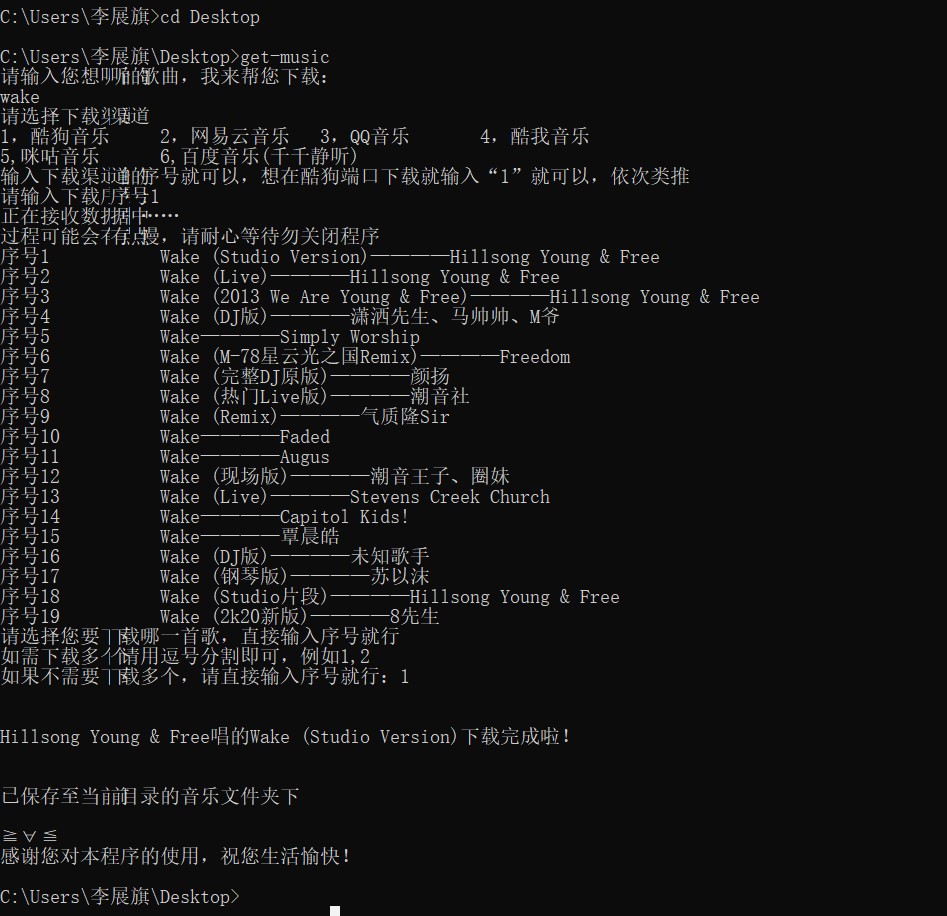 C:\Users\李展旗>cd Desktop
C:\Users\李展旗\Desktop>get-music
请输入您想听的歌曲，我来帮您下载：
wake
请选择下载渠道
1，酷狗音乐 2，网易云音乐 3，QQ音乐 4，酷我音乐
5,咪咕音乐 6,百度音乐(千千静听)
输入下载渠道的序号就可以，想在酷狗端口下载就输入“1”就可以，依次类推
请输入下载序号1
正在接收数据中……
过程可能会有点慢，请耐心等待勿关闭程序
序号1 Wake (Studio Version)————Hillsong Young & Free
序号2 Wake (Live)————Hillsong Young & Free
序号3 Wake (2013 We Are Young & Free)————Hillsong Young & Free
序号4 Wake (DJ版)————潇洒先生、马帅帅、M爷
序号5 Wake————Simply Worship
序号6 Wake (M-78星云光之国Remix)————Freedom
序号7 Wake (完整DJ原版)————颜扬
序号8 Wake (热门Live版)————潮音社
序号9 Wake (Remix)————气质隆Sir
序号10 Wake————Faded
序号11 Wake————Augus
序号12 Wake (现场版)————潮音王子、圈妹
序号13 Wake (Live)————Stevens Creek Church
序号14 Wake————Capitol Kids!
序号15 Wake————覃晨皓
序号16 Wake (DJ版)————未知歌手
序号17 Wake (钢琴版)————苏以沫
序号18 Wake (Studio片段)————Hillsong Young & Free
序号19 Wake (2k20新版)————8先生
请选择您要下载哪一首歌，直接输入序号就行
如需下载多个请用逗号分割即可，例如1,2
如果不需要下载多个，请直接输入序号就行：1
Hillsong Young & Free唱的Wake (Studio Version)下载完成啦！
已保存至当前目录的音乐文件夹下
≧∀≦
感谢您对本程序的使用，祝您生活愉快！
C:\Users\李展旗\Desktop>